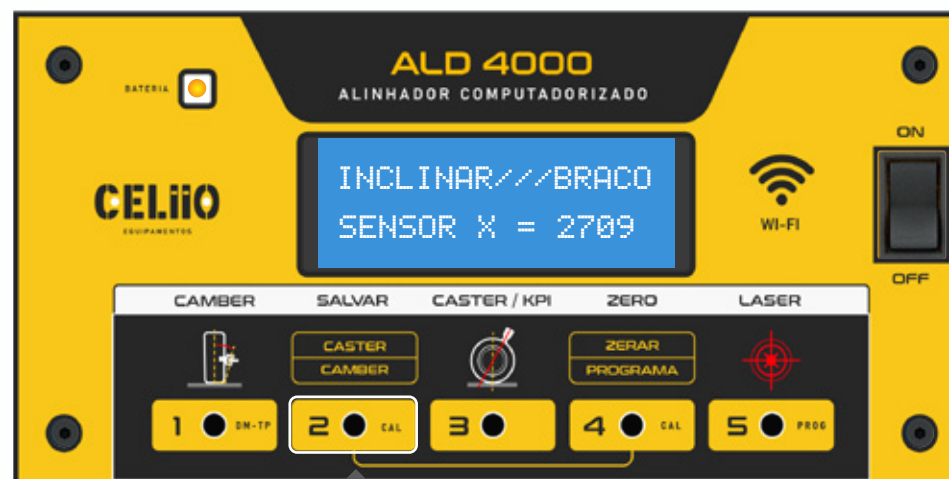 ALD 4000
ALINHADOR COMPUTADORIZADO
BATERIA
ON
INCLINAR///BRACO
SENSOR X = 2709
CELiiO
EQUIPAMENTOS
WI-FI
OFF
CAMBER SALVAR CASTER / KPI ZERO LASER
CASTER ZERAR
CAMBER PROGRAMA
1 DM-TP 2 CAL 3 4 CAL 5 PROG